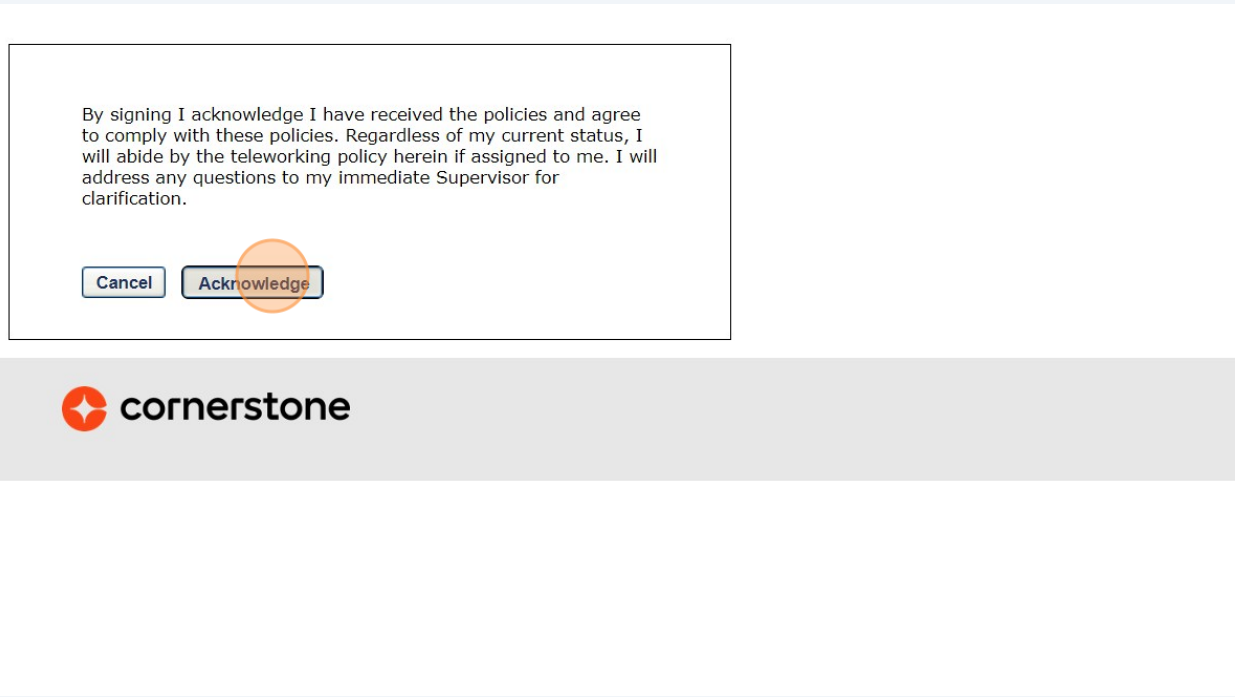 By signing I acknowledge I have received the policies and agree
to comply with these policies. Regardless of my current status, I
will abide by the teleworking policy herein if assigned to me. I will
address any questions to my immediate Supervisor for
clarification.
Cancel Acknowledge
cornerstone